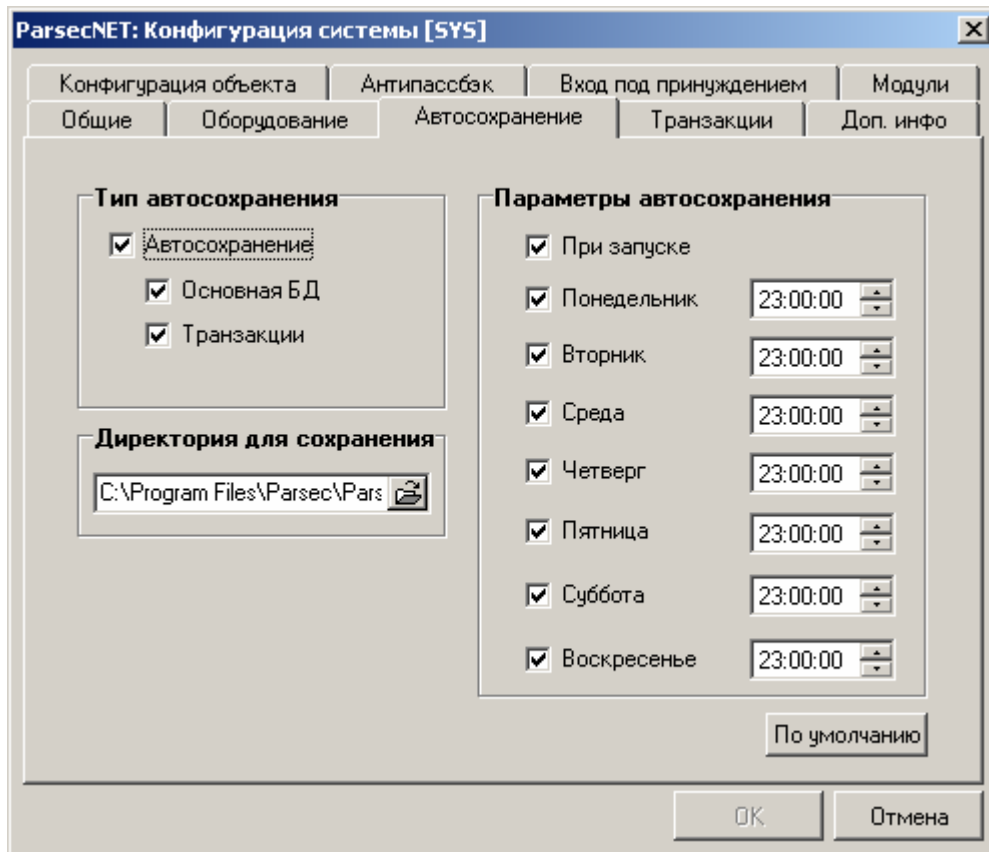 ParsecNET: Конфигурация системы [SYS]
Конфигурация объекта Антипассбэк Вход под принуждением Модули
Общие Оборудование Автосохранение Транзакции Доп. инфо
Тип автосохранения
Автосохранение
Основная БД
Транзакции
Директория для сохранения
C:\Program Files\Parsec\Pars
Параметры автосохранения
При запуске
Понедельник 23:00:00
Вторник 23:00:00
Среда 23:00:00
Четверг 23:00:00
Пятница 23:00:00
Суббота 23:00:00
Воскресенье 23:00:00
По умолчанию
OK Отмена